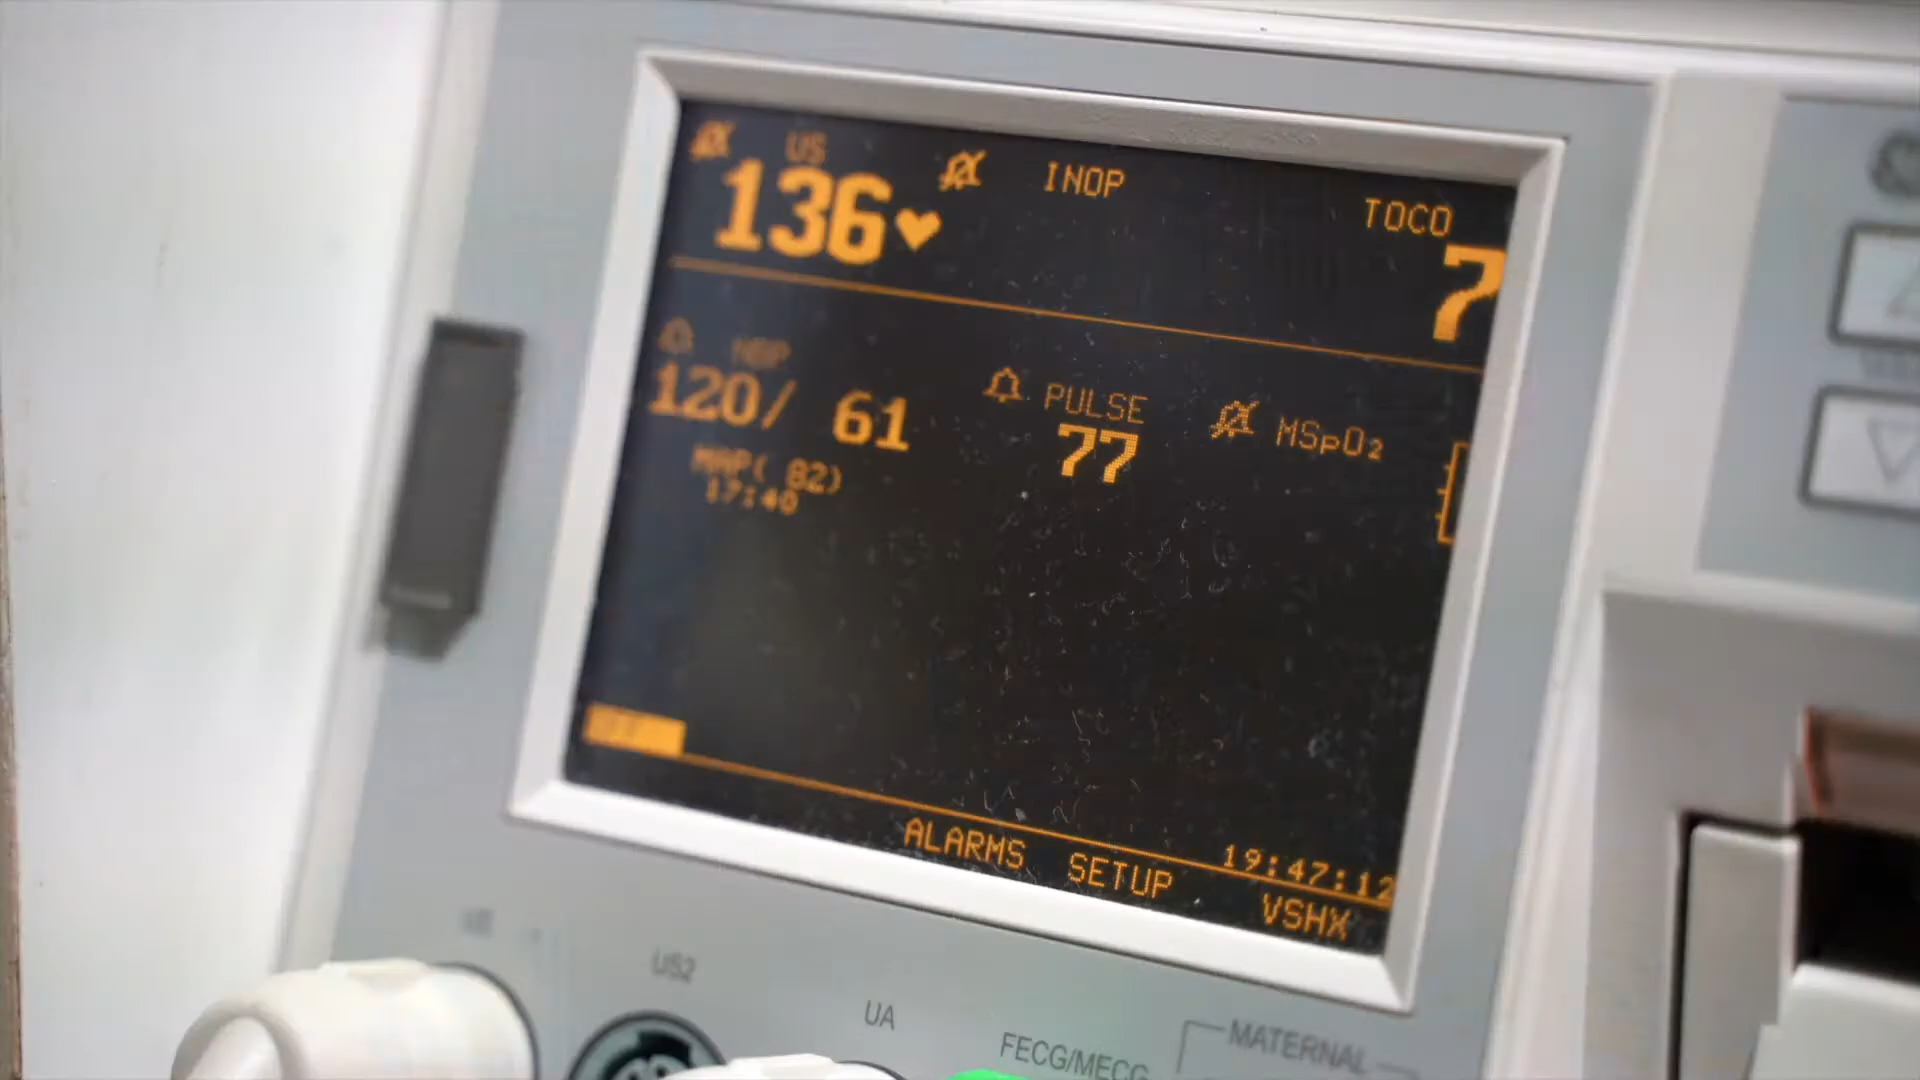 US
136
INOP
TOCO
7
NBP
120/ 61
MAP( 82)
17:40
PULSE
77
MSpO₂
19:47:12
ALARMS
SETUP
VSHX
US2
UA
FECG/MECG
MATERNAL